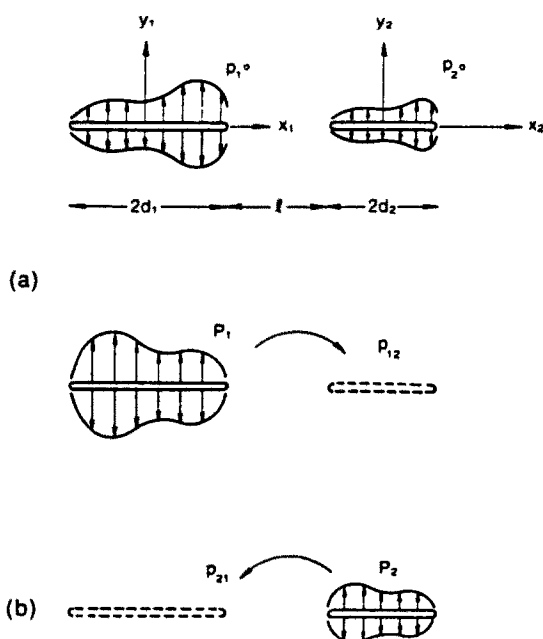 y₁ y₂
p₁° p₂°
x₁ x₂
2d₁ ℓ 2d₂
(a)
P₁ p₁₂
p₂₁ P₂
(b)